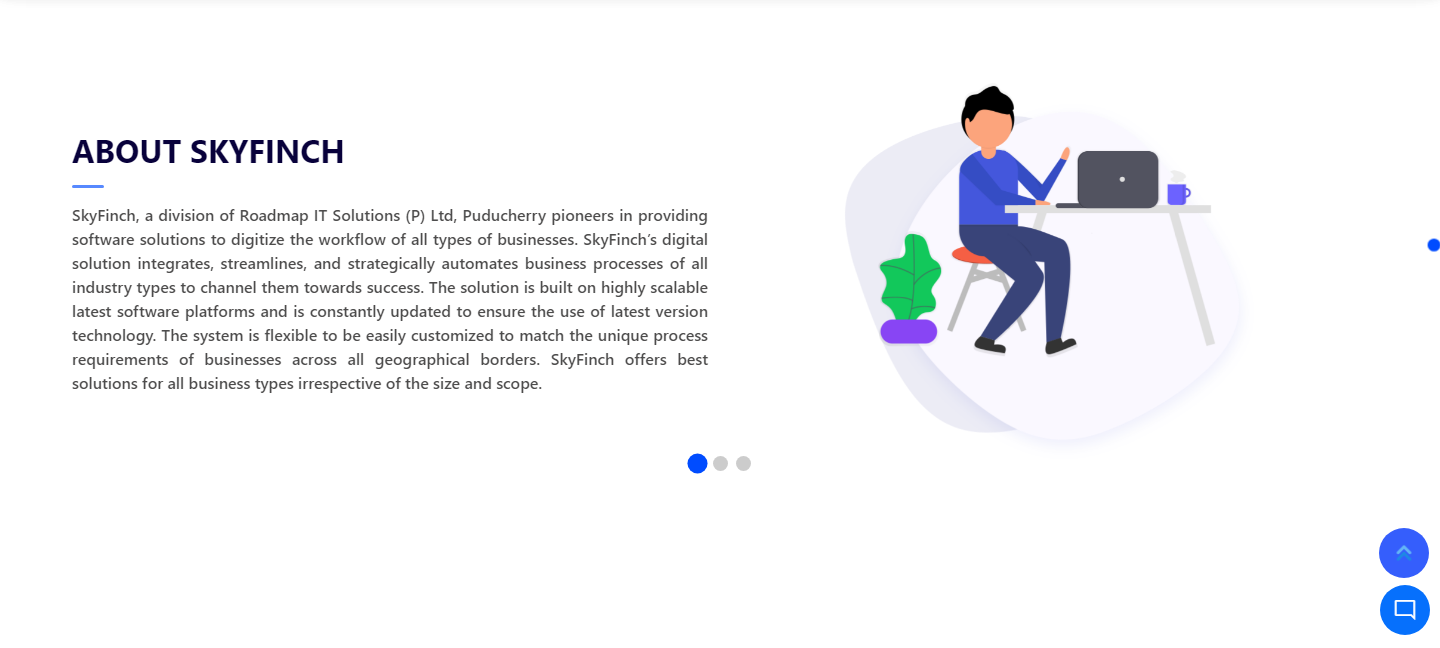 ABOUT SKYFINCH
SkyFinch, a division of Roadmap IT Solutions (P) Ltd, Puducherry pioneers in providing
software solutions to digitize the workflow of all types of businesses. SkyFinch’s digital
solution integrates, streamlines, and strategically automates business processes of all
industry types to channel them towards success. The solution is built on highly scalable
latest software platforms and is constantly updated to ensure the use of latest version
technology. The system is flexible to be easily customized to match the unique process
requirements of businesses across all geographical borders. SkyFinch offers best
solutions for all business types irrespective of the size and scope.